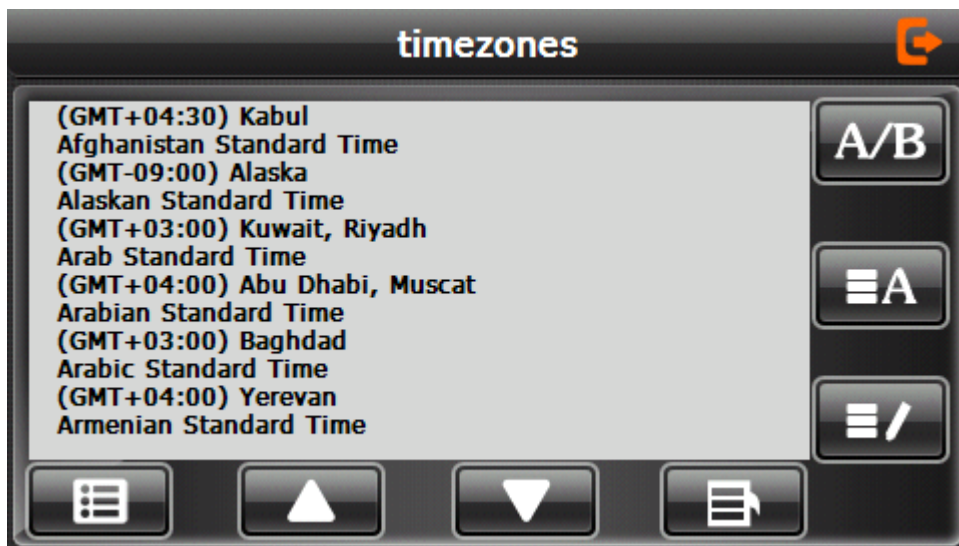 timezones
(GMT+04:30) Kabul
Afghanistan Standard Time
(GMT-09:00) Alaska
Alaskan Standard Time
(GMT+03:00) Kuwait, Riyadh
Arab Standard Time
(GMT+04:00) Abu Dhabi, Muscat
Arabian Standard Time
(GMT+03:00) Baghdad
Arabic Standard Time
(GMT+04:00) Yerevan
Armenian Standard Time
A/B
A